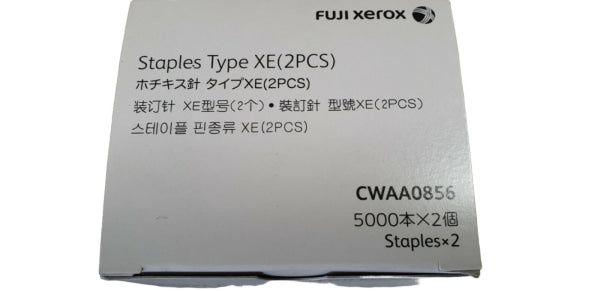 FUJI xerox
Staples Type XE(2PCS)
ホチキス針 タイプXE(2PCS)
装订针 XE型号(2个)・裝訂針 型號XE(2PCS)
스테이플 핀종류 XE(2PCS)
CWAA0856
5000本×2個
Staples×2